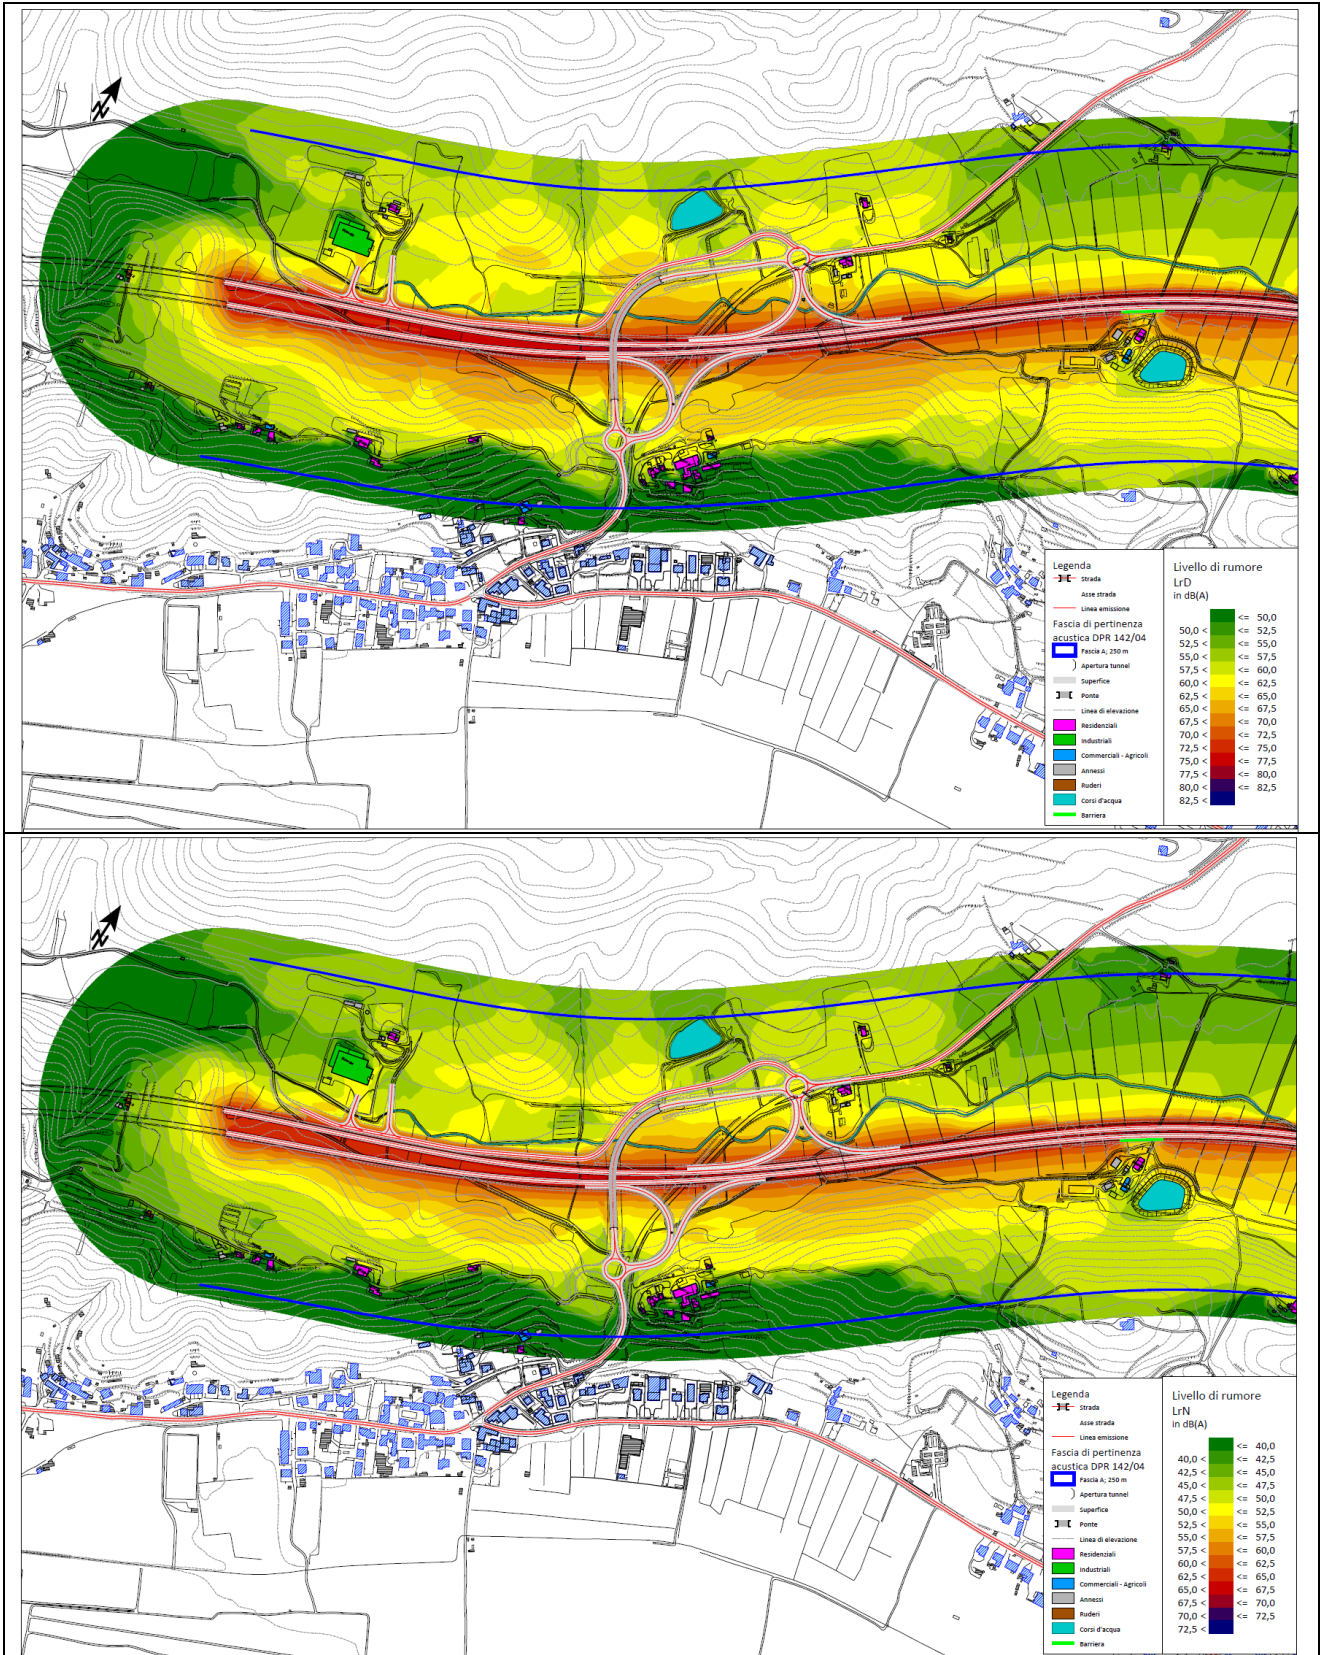 N
Legenda
Strada
Asse strada
Linea emissione
Fascia di pertinenza
acustica DPR 142/04
Fascia A; 250 m
Apertura tunnel
Superfice
Ponte
Linea di elevazione
Residenziali
Industriali
Commerciali - Agricoli
Annessi
Ruderi
Corsi d'acqua
Barriera
Livello di rumore
LrD
in dB(A)
<= 50,0
50,0 < <= 52,5
52,5 < <= 55,0
55,0 < <= 57,5
57,5 < <= 60,0
60,0 < <= 62,5
62,5 < <= 65,0
65,0 < <= 67,5
67,5 < <= 70,0
70,0 < <= 72,5
72,5 < <= 75,0
75,0 < <= 77,5
77,5 < <= 80,0
80,0 < <= 82,5
82,5 <
N
Legenda
Strada
Asse strada
Linea emissione
Fascia di pertinenza
acustica DPR 142/04
Fascia A; 250 m
Apertura tunnel
Superfice
Ponte
Linea di elevazione
Residenziali
Industriali
Commerciali - Agricoli
Annessi
Ruderi
Corsi d'acqua
Barriera
Livello di rumore
LrN
in dB(A)
<= 40,0
40,0 < <= 42,5
42,5 < <= 45,0
45,0 < <= 47,5
47,5 < <= 50,0
50,0 < <= 52,5
52,5 < <= 55,0
55,0 < <= 57,5
57,5 < <= 60,0
60,0 < <= 62,5
62,5 < <= 65,0
65,0 < <= 67,5
67,5 < <= 70,0
70,0 < <= 72,5
72,5 <